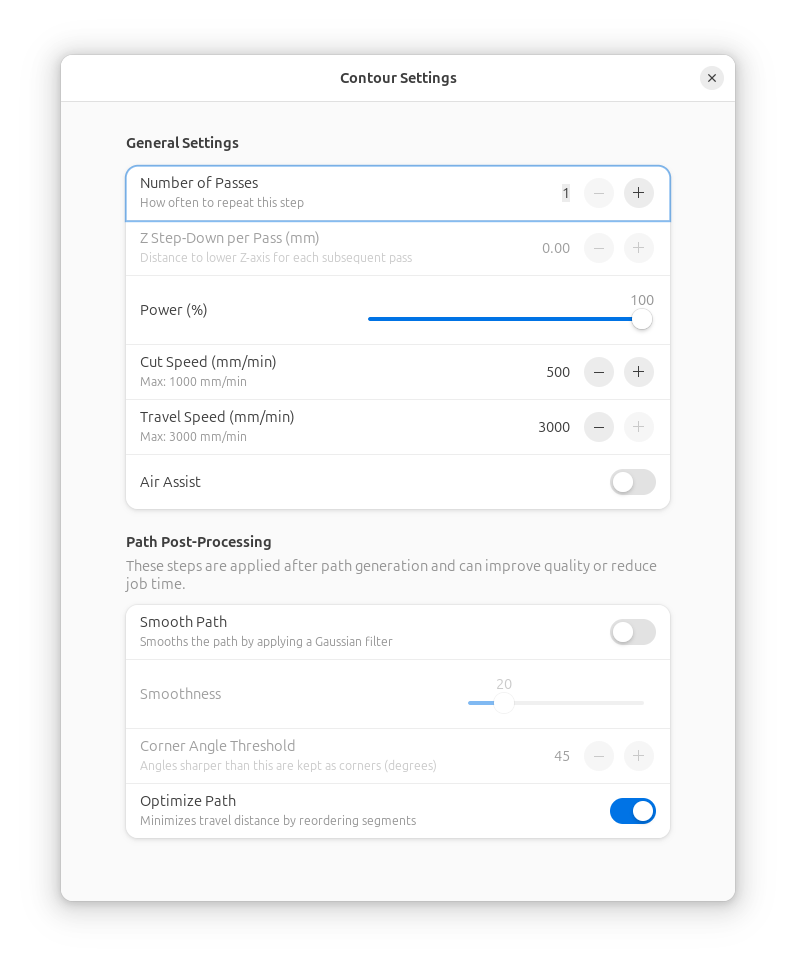 Contour Settings
General Settings
Number of Passes
How often to repeat this step
1
Z Step-Down per Pass (mm)
Distance to lower Z-axis for each subsequent pass
0.00
Power (%)
100
Cut Speed (mm/min)
Max: 1000 mm/min
500
Travel Speed (mm/min)
Max: 3000 mm/min
3000
Air Assist
Path Post-Processing
These steps are applied after path generation and can improve quality or reduce
job time.
Smooth Path
Smooths the path by applying a Gaussian filter
Smoothness
20
Corner Angle Threshold
Angles sharper than this are kept as corners (degrees)
45
Optimize Path
Minimizes travel distance by reordering segments